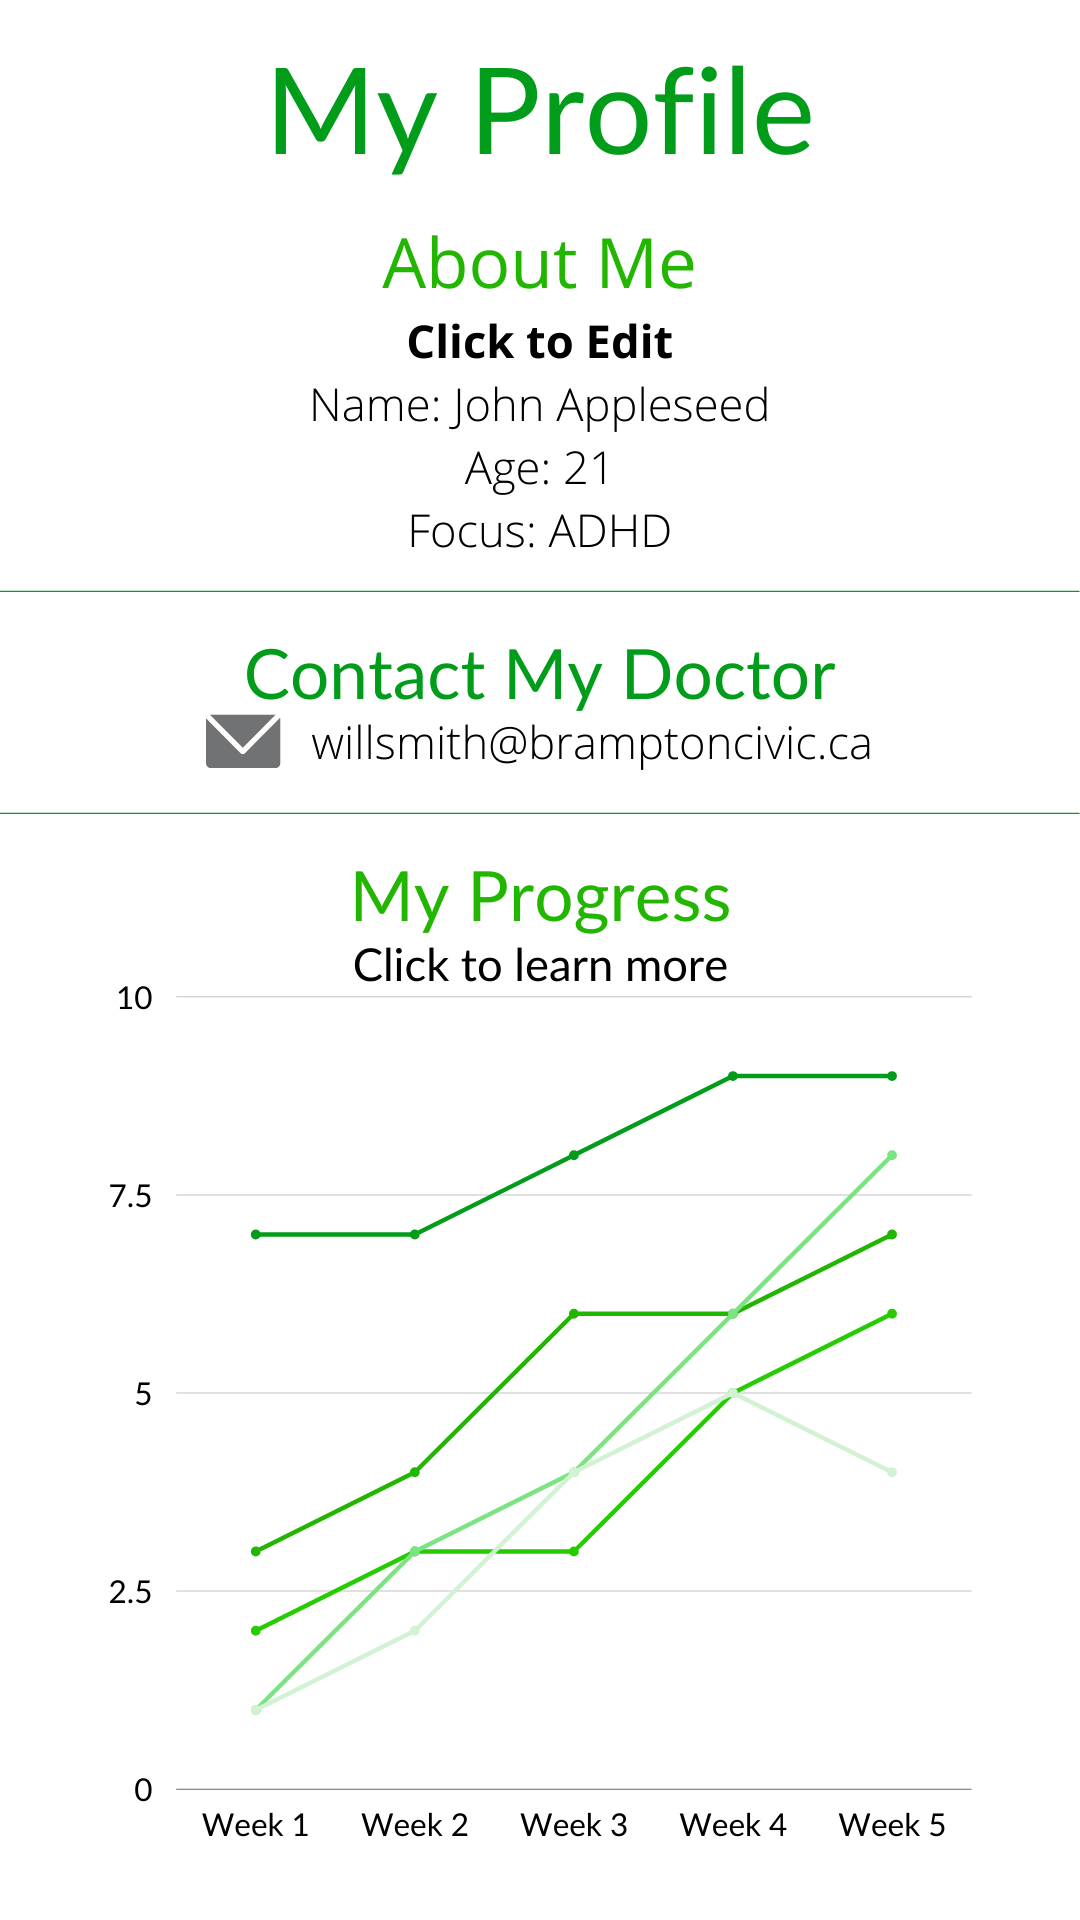 My Profile
About Me
Click to Edit
Name: John Appleseed
Age: 21
Focus: ADHD
Contact My Doctor
willsmith@bramptoncivic.ca
My Progress
Click to learn more
10
7.5
5
2.5
0
Week 1 Week 2 Week 3 Week 4 Week 5